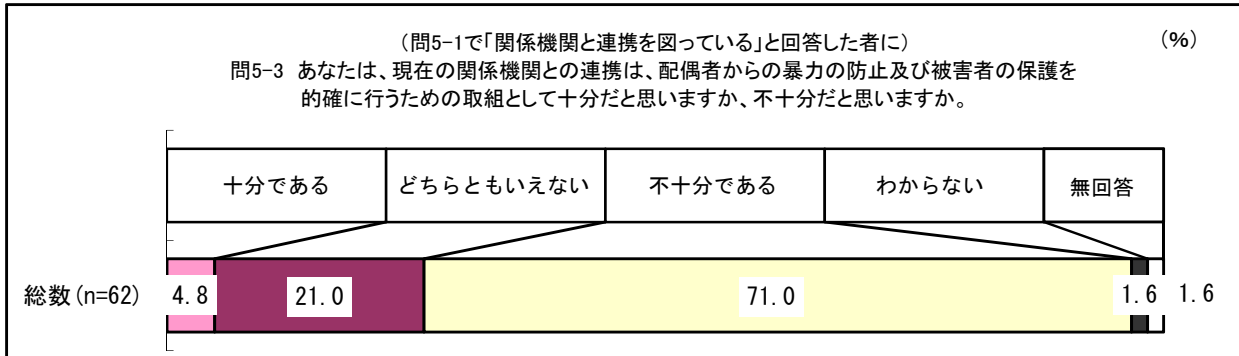 (問5-1で「関係機関と連携を図っている」と回答した者に)
(%)
問5-3 あなたは、現在の関係機関との連携は、配偶者からの暴力の防止及び被害者の保護を
的確に行うための取組として十分だと思いますか、不十分だと思いますか。
十分である どちらともいえない 不十分である わからない 無回答
総数(n=62) 4.8 21.0 71.0 1.6 1.6